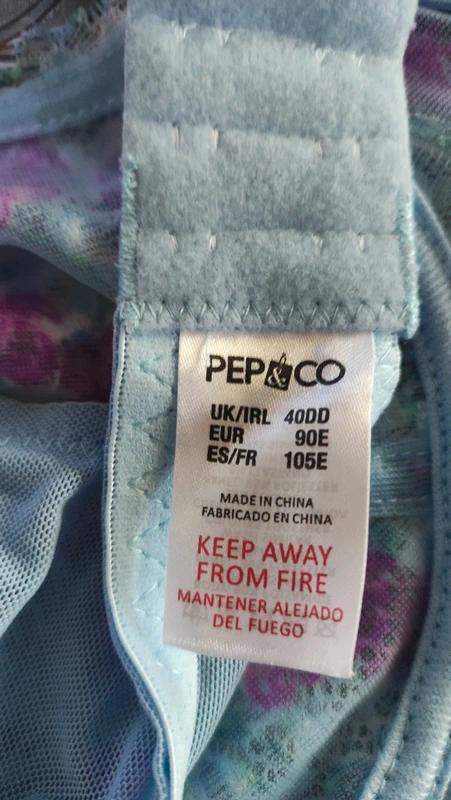 PEP&CO
UK/IRL 40DD
EUR 90E
ES/FR 105E
MADE IN CHINA
FABRICADO EN CHINA
KEEP AWAY
FROM FIRE
MANTENER ALEJADO
DEL FUEGO